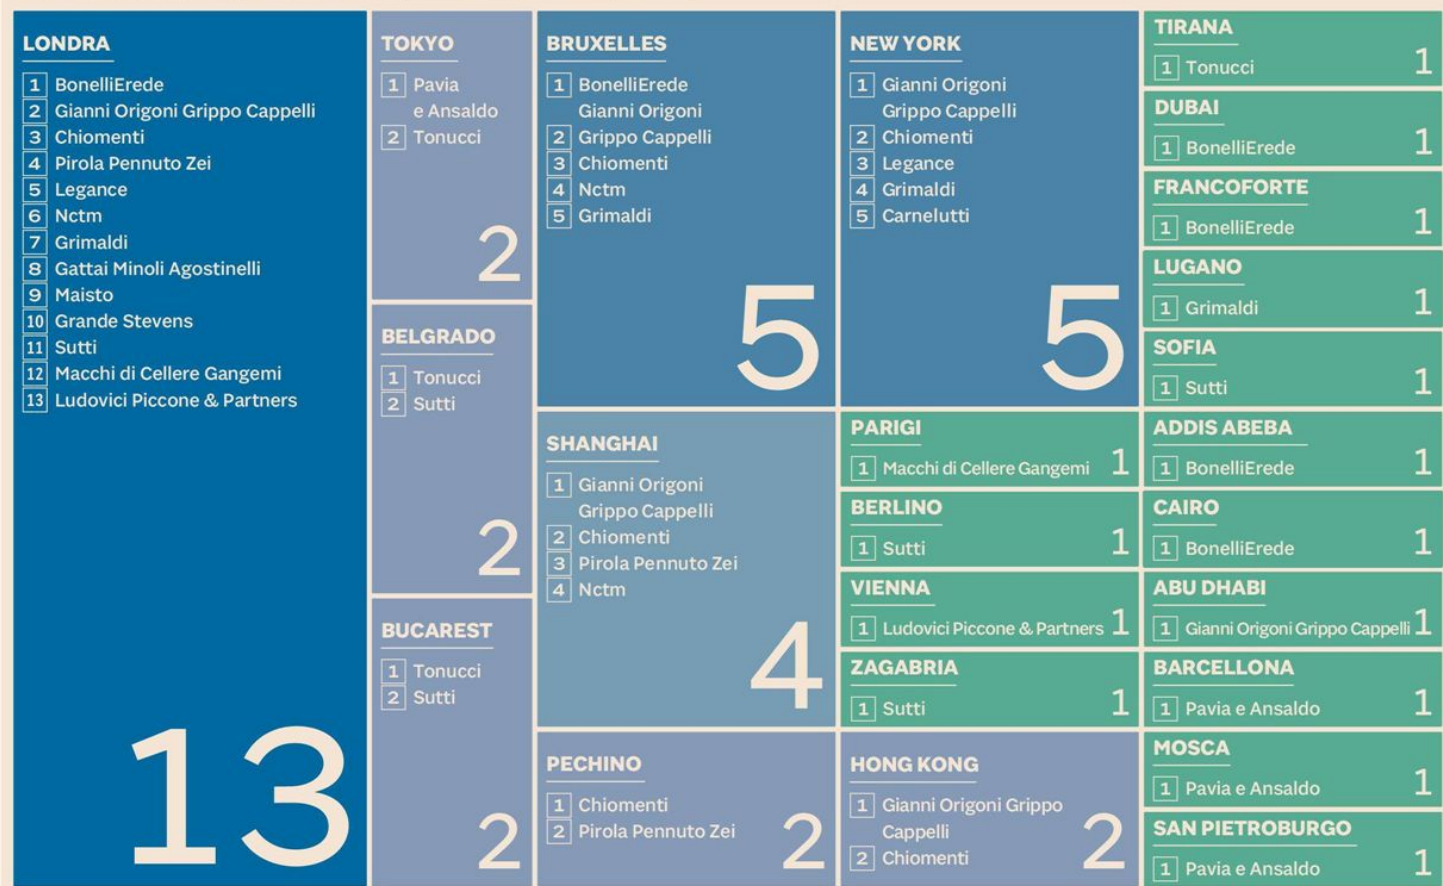 LONDRA
1 BonelliErede
2 Gianni Origoni Grippo Cappelli
3 Chiomenti
4 Pirola Pennuto Zei
5 Legance
6 Nctm
7 Grimaldi
8 Gattai Minoli Agostinelli
9 Maisto
10 Grande Stevens
11 Sutti
12 Macchi di Cellere Gangemi
13 Ludovici Piccone & Partners
13
TOKYO
1 Pavia
e Ansaldo
2 Tonucci
2
BELGRADO
1 Tonucci
2 Sutti
2
BUCAREST
1 Tonucci
2 Sutti
2
BRUXELLES
1 BonelliErede
Gianni Origoni
2 Grippo Cappelli
3 Chiomenti
4 Nctm
5 Grimaldi
5
SHANGHAI
1 Gianni Origoni
Grippo Cappelli
2 Chiomenti
3 Pirola Pennuto Zei
4 Nctm
4
PECHINO
1 Chiomenti
2 Pirola Pennuto Zei
2
NEW YORK
1 Gianni Origoni
Grippo Cappelli
2 Chiomenti
3 Legance
4 Grimaldi
5 Carnelutti
5
PARIGI
1 Macchi di Cellere Gangemi 1
BERLINO
1 Sutti 1
VIENNA
1 Ludovici Piccone & Partners 1
ZAGABRIA
1 Sutti 1
HONG KONG
1 Gianni Origoni Grippo
Cappelli
2 Chiomenti
2
TIRANA
1 Tonucci 1
DUBAI
1 BonelliErede 1
FRANCOFORTE
1 BonelliErede 1
LUGANO
1 Grimaldi 1
SOFIA
1 Sutti 1
ADDIS ABEBA
1 BonelliErede 1
CAIRO
1 BonelliErede 1
ABU DHABI
1 Gianni Origoni Grippo Cappelli 1
BARCELLONA
1 Pavia e Ansaldo 1
MOSCA
1 Pavia e Ansaldo 1
SAN PIETROBURGO
1 Pavia e Ansaldo 1